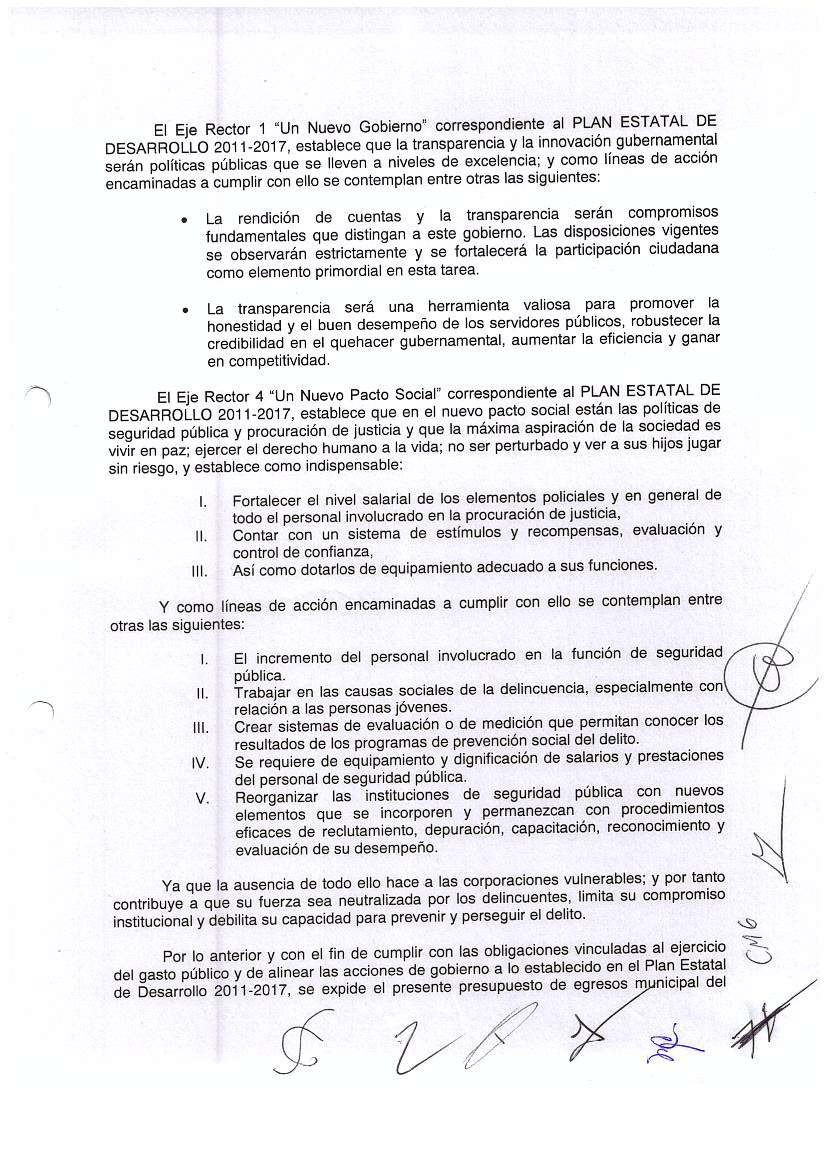 El Eje Rector 1 “Un Nuevo Gobierno” correspondiente al PLAN ESTATAL DE
DESARROLLO 2011-2017, establece que la transparencia y la innovación gubernamental
serán políticas públicas que se lleven a niveles de excelencia; y como líneas de acción
encaminadas a cumplir con ello se contemplan entre otras las siguientes:
• La rendición de cuentas y la transparencia serán compromisos
fundamentales que distingan a este gobierno. Las disposiciones vigentes
se observarán estrictamente y se fortalecerá la participación ciudadana
como elemento primordial en esta tarea.
• La transparencia será una herramienta valiosa para promover la
honestidad y el buen desempeño de los servidores públicos, robustecer la
credibilidad en el quehacer gubernamental, aumentar la eficiencia y ganar
en competitividad.
El Eje Rector 4 “Un Nuevo Pacto Social” correspondiente al PLAN ESTATAL DE
DESARROLLO 2011-2017, establece que en el nuevo pacto social están las políticas de
seguridad pública y procuración de justicia y que la máxima aspiración de la sociedad es
vivir en paz; ejercer el derecho humano a la vida; no ser perturbado y ver a sus hijos jugar
sin riesgo, y establece como indispensable:
I. Fortalecer el nivel salarial de los elementos policiales y en general de
todo el personal involucrado en la procuración de justicia,
II. Contar con un sistema de estímulos y recompensas, evaluación y
control de confianza,
III. Así como dotarlos de equipamiento adecuado a sus funciones.
Y como líneas de acción encaminadas a cumplir con ello se contemplan entre
otras las siguientes:
I. El incremento del personal involucrado en la función de seguridad
pública.
II. Trabajar en las causas sociales de la delincuencia, especialmente con
relación a las personas jóvenes.
III. Crear sistemas de evaluación o de medición que permitan conocer los
resultados de los programas de prevención social del delito.
IV. Se requiere de equipamiento y dignificación de salarios y prestaciones
del personal de seguridad pública.
V. Reorganizar las instituciones de seguridad pública con nuevos
elementos que se incorporen y permanezcan con procedimientos
eficaces de reclutamiento, depuración, capacitación, reconocimiento y
evaluación de su desempeño.
Ya que la ausencia de todo ello hace a las corporaciones vulnerables; y por tanto
contribuye a que su fuerza sea neutralizada por los delincuentes, limita su compromiso
institucional y debilita su capacidad para prevenir y perseguir el delito.
Por lo anterior y con el fin de cumplir con las obligaciones vinculadas al ejercicio
del gasto público y de alinear las acciones de gobierno a lo establecido en el Plan Estatal
de Desarrollo 2011-2017, se expide el presente presupuesto de egresos municipal del